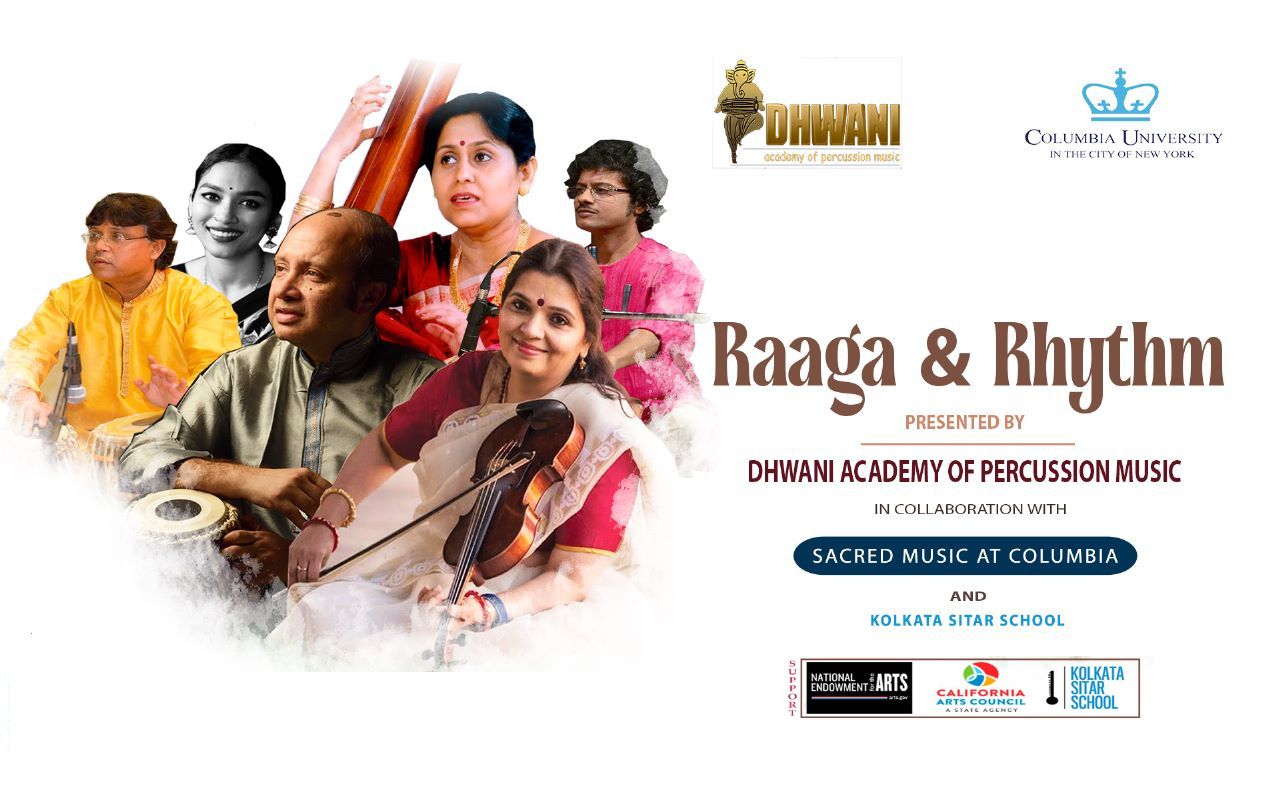 DHWANI
academy of percussion music
COLUMBIA UNIVERSITY
IN THE CITY OF NEW YORK
Raaga & Rhythm
PRESENTED BY
DHWANI ACADEMY OF PERCUSSION MUSIC
IN COLLABORATION WITH
SACRED MUSIC AT COLUMBIA
AND
KOLKATA SITAR SCHOOL
SUPPORT
NATIONAL
ENDOWMENT for the ARTS
arts.gov
CALIFORNIA
ARTS COUNCIL
A STATE AGENCY
KOLKATA
SITAR
SCHOOL